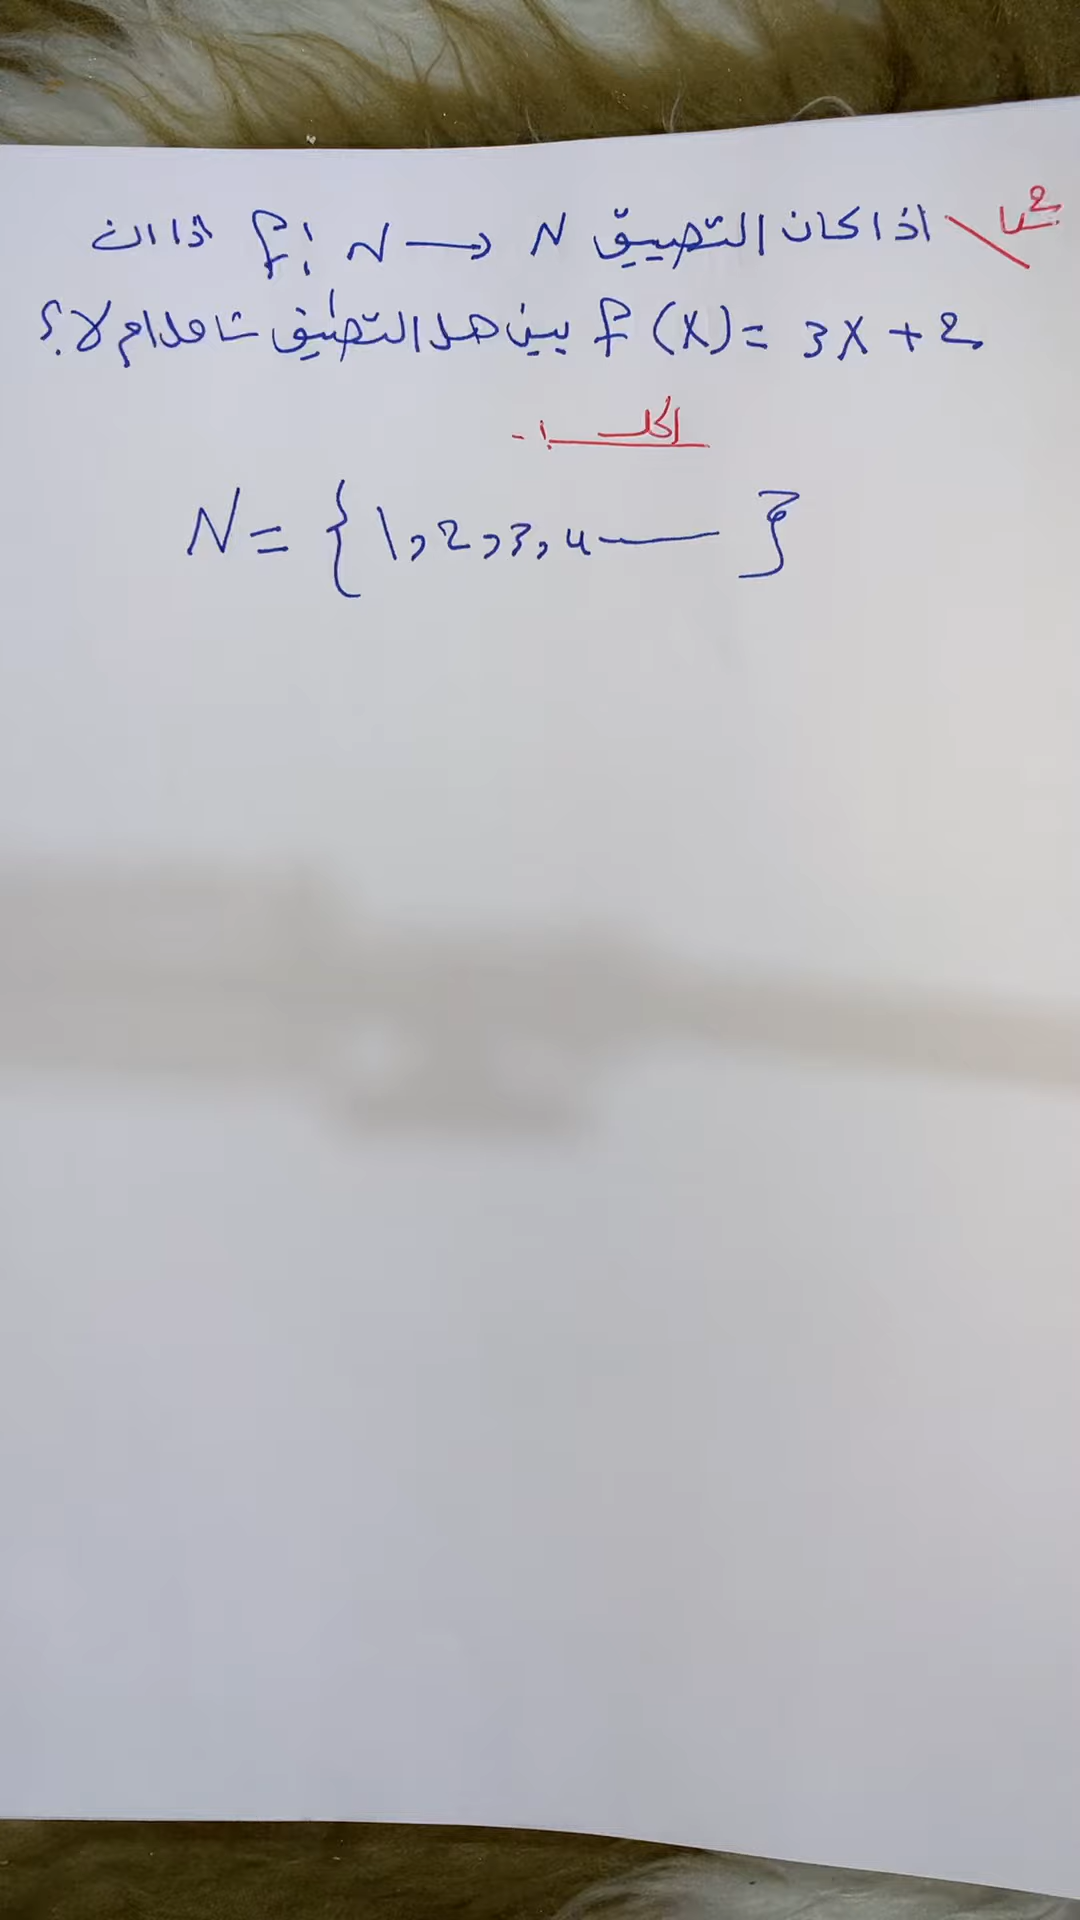 س2\ اذا كان التطبيق f: N → N اذا ان
f(x) = 3x + 2 بين هل التطبيق شامل ام لا؟
الحل :-
N = { 1, 2, 3, 4 — }